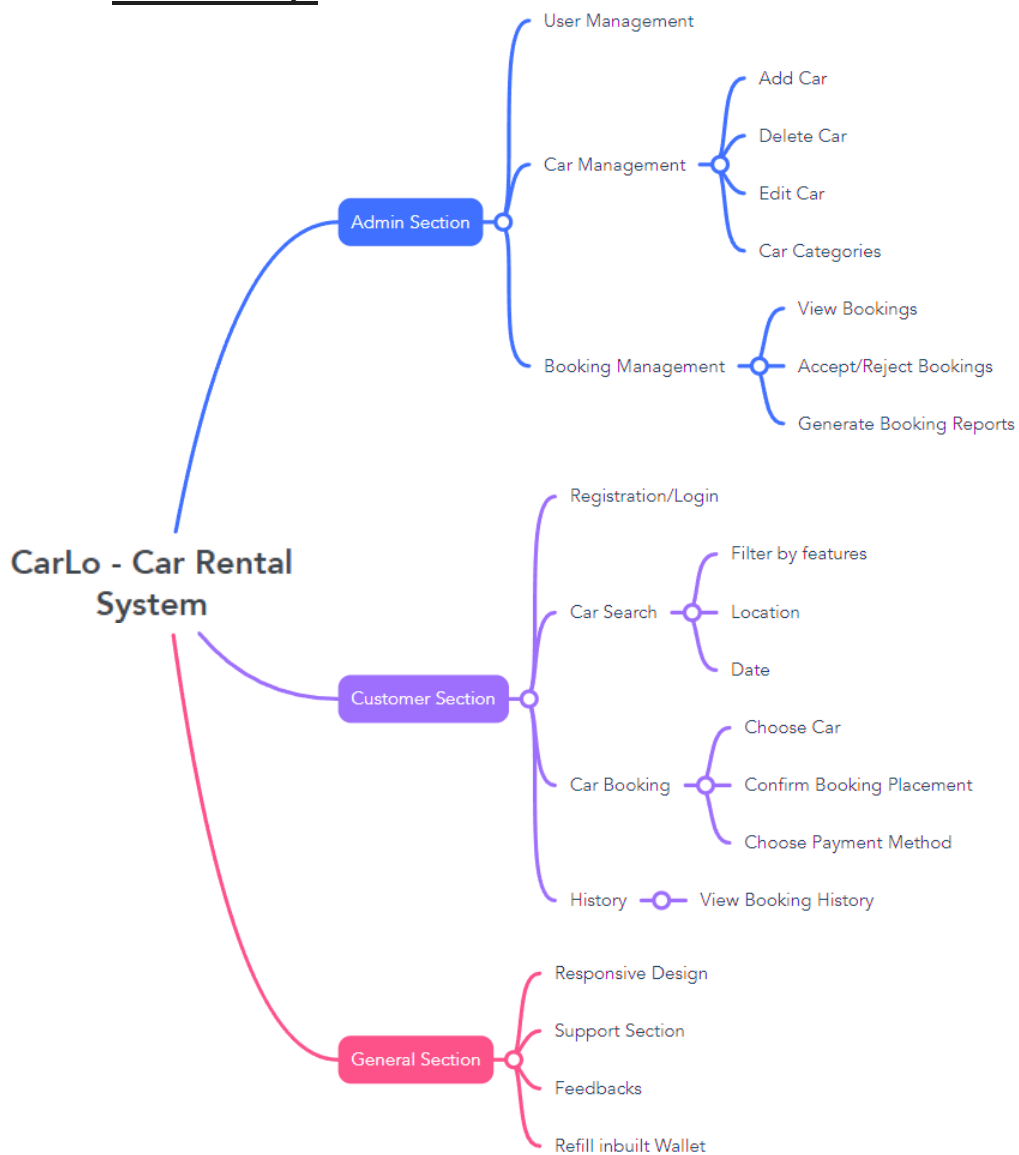 User Management
Add Car
Delete Car
Car Management
Edit Car
Admin Section
Car Categories
View Bookings
Booking Management
Accept/Reject Bookings
Generate Booking Reports
CarLo - Car Rental
System
Registration/Login
Filter by features
Car Search
Location
Date
Customer Section
Choose Car
Car Booking
Confirm Booking Placement
Choose Payment Method
History
View Booking History
Responsive Design
Support Section
General Section
Feedbacks
Refill inbuilt Wallet